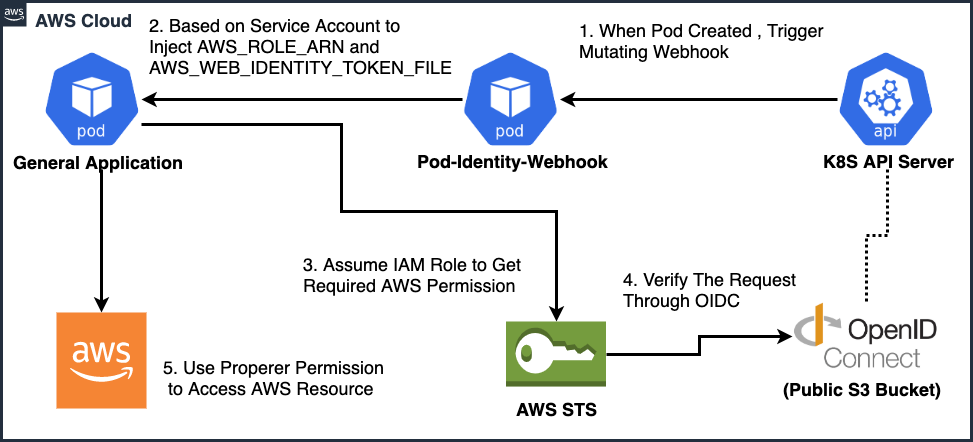 aws
AWS Cloud
2. Based on Service Account to
Inject AWS_ROLE_ARN and
AWS_WEB_IDENTITY_TOKEN_FILE
1. When Pod Created , Trigger
Mutating Webhook
pod
pod
api
General Application
Pod-Identity-Webhook
K8S API Server
3. Assume IAM Role to Get
Required AWS Permission
4. Verify The Request
Through OIDC
aws
5. Use Properer Permission
to Access AWS Resource
OpenID
Connect
(Public S3 Bucket)
AWS STS